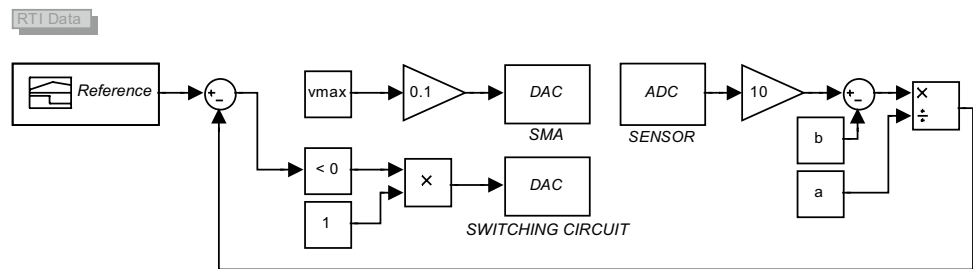 RTI Data
Reference
+
−
vmax
0.1
DAC
SMA
ADC
SENSOR
10
+
−
×
÷
b
a
< 0
1
×
DAC
SWITCHING CIRCUIT